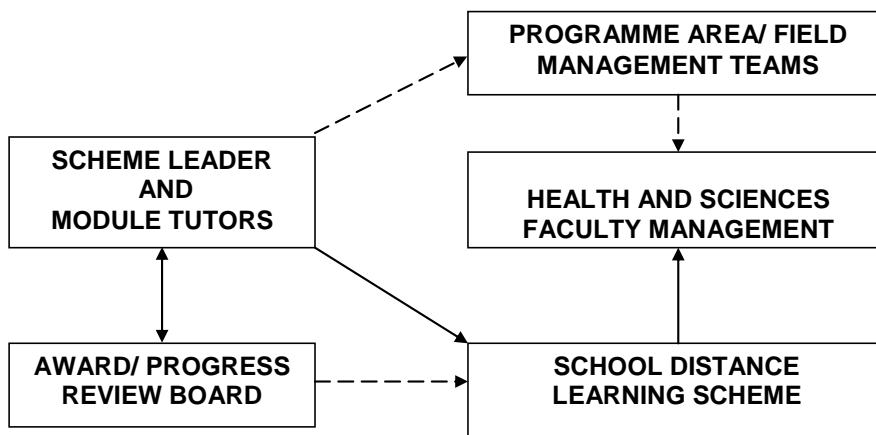 PROGRAMME AREA/ FIELD
MANAGEMENT TEAMS
SCHEME LEADER
AND
MODULE TUTORS
HEALTH AND SCIENCES
FACULTY MANAGEMENT
AWARD/ PROGRESS
REVIEW BOARD
SCHOOL DISTANCE
LEARNING SCHEME